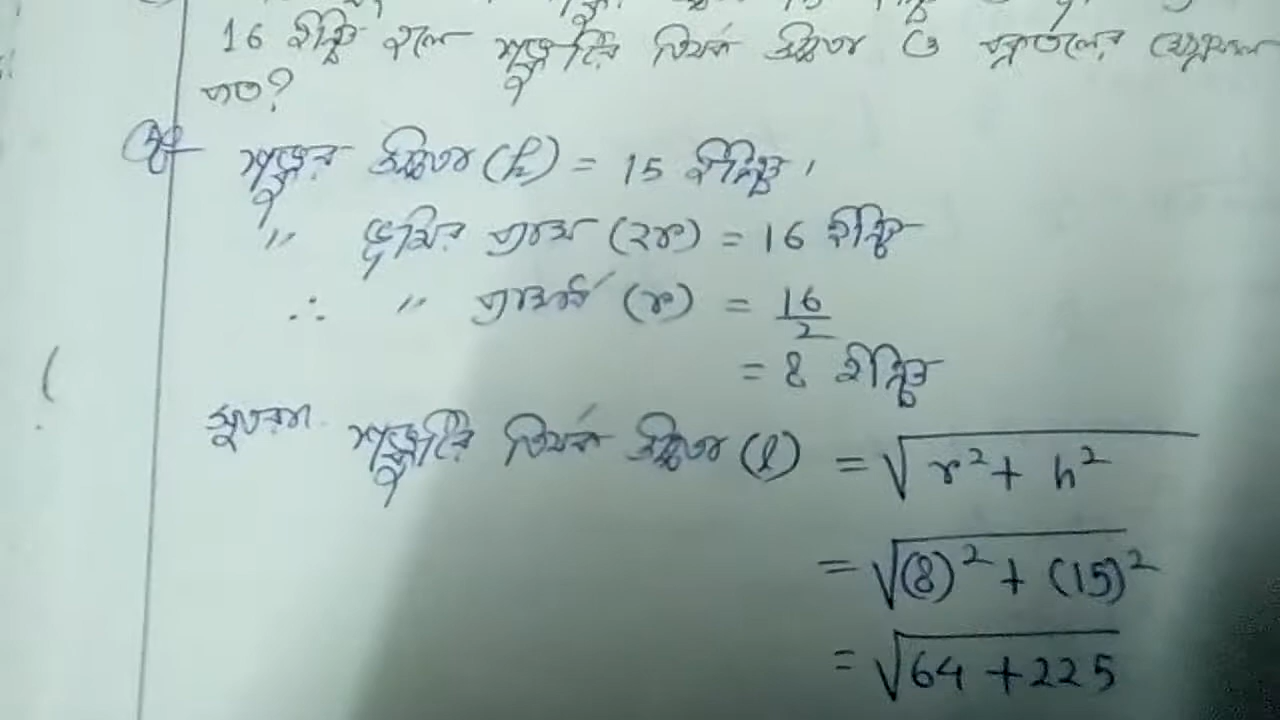 16 সেন্টি হলে শঙ্কুটির তির্যক উচ্চতা ও বক্রতলের ক্ষেত্রফল
কত?
শঙ্কুর উচ্চতা (h) = 15 সেন্টি,
" ভূমির ব্যাস (2r) = 16 সেন্টি
∴ " ব্যাসার্ধ (r) = 16/2
= 8 সেন্টি
সুতরাং শঙ্কুটির তির্যক উচ্চতা (l) = √r² + h²
= √(8)² + (15)²
= √64 + 225